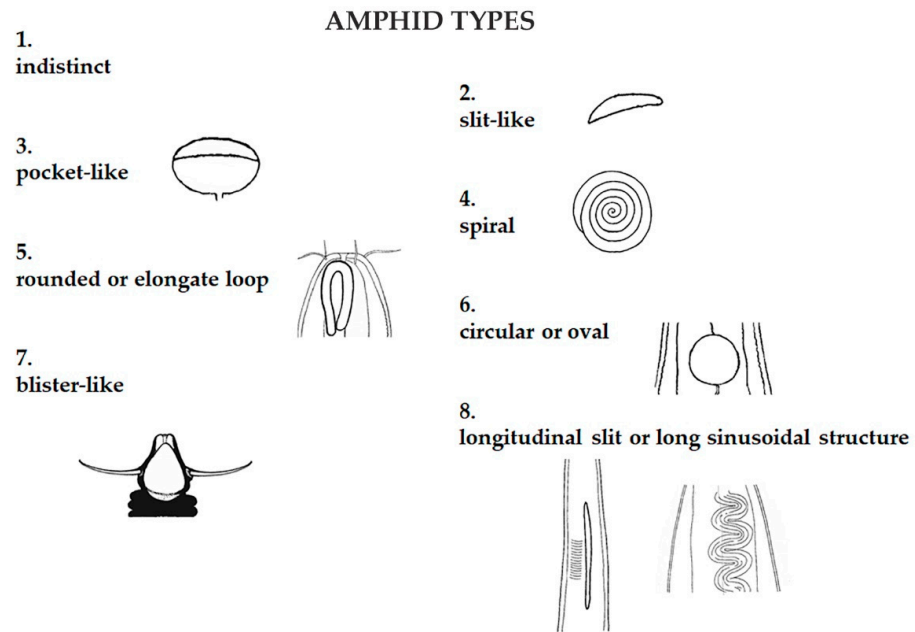 AMPHID TYPES
1.
indistinct
2.
slit-like
3.
pocket-like
4.
spiral
5.
rounded or elongate loop
6.
circular or oval
7.
blister-like
8.
longitudinal slit or long sinusoidal structure